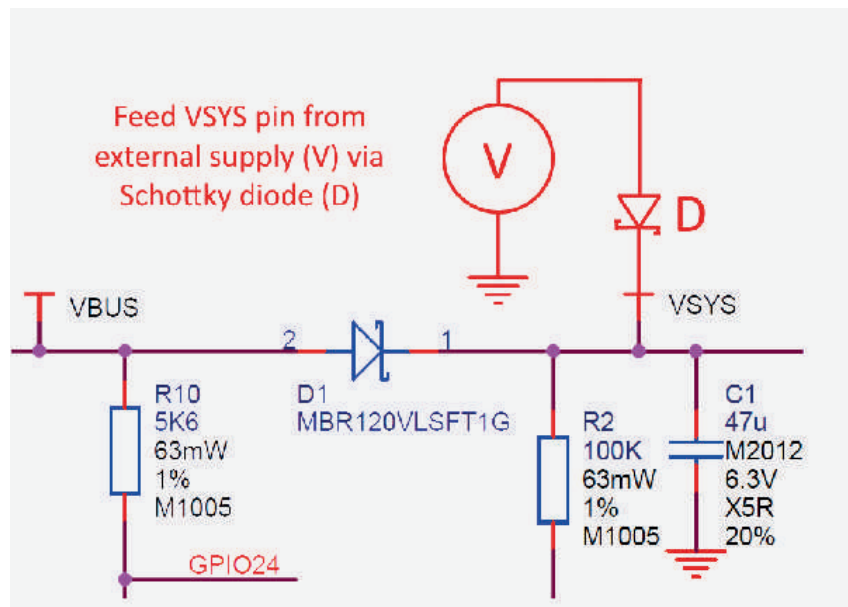 Feed VSYS pin from
external supply (V) via
Schottky diode (D)
V
D
VBUS
VSYS
2
1
R10
5K6
63mW
1%
M1005
D1
MBR120VLSFT1G
R2
100K
63mW
1%
M1005
C1
47u
M2012
6.3V
X5R
20%
GPIO24